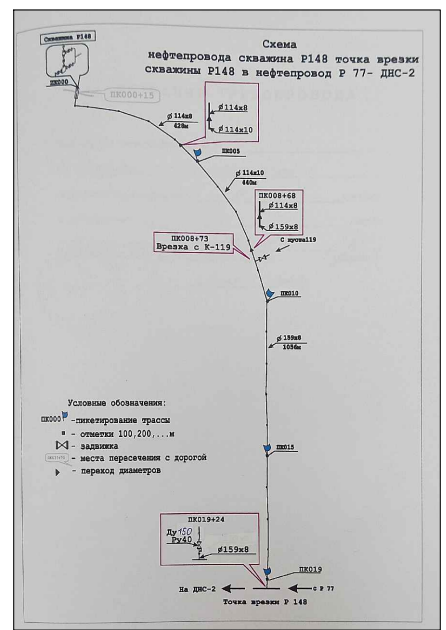 Схема
нефтепровода скважина Р148 точка врезки
скважины Р148 в нефтепровод Р 77- ДНС-2
Скважина Р148
ПК000
ПК000+15
ø114х8
428м
ø114х8
ø114х10
ПК005
ø114х10
440м
ПК008+68
ø114х8
ø159х8
ПК008+73
Врезка с К-119
С куста119
ПК010
ø159х8
1056м
Условные обозначения:
ПК000 -пикетирование трассы
- отметки 100,200,...м
- задвижка
- места пересечения с дорогой
- переход диаметров
ПК015
ПК019+24
Ду150
Ру40
ø159х8
ПК019
На ДНС-2
с Р 77
Точка врезки Р 148